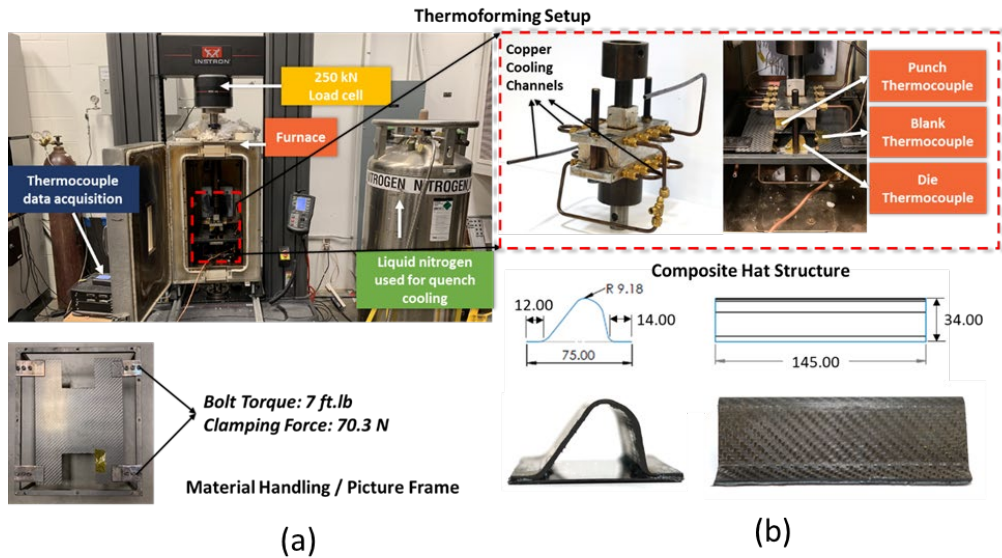 Thermoforming Setup
INSTRON
250 kN
Load cell
Furnace
Thermocouple
data acquisition
NITROGEN N
NITROGEN
Liquid nitrogen
used for quench
cooling
Copper
Cooling
Channels
Punch
Thermocouple
Blank
Thermocouple
Die
Thermocouple
Bolt Torque: 7 ft.lb
Clamping Force: 70.3 N
Material Handling / Picture Frame
(a)
Composite Hat Structure
R 9.18
12.00
14.00
75.00
34.00
145.00
(b)